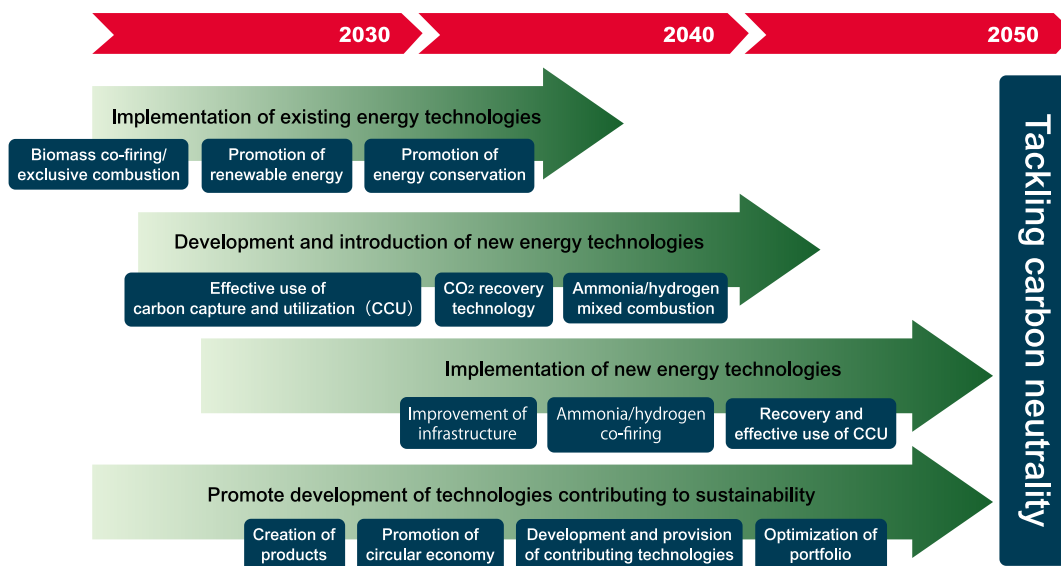 2030
2040
2050
Implementation of existing energy technologies
Biomass co-firing/
exclusive combustion
Promotion of
renewable energy
Promotion of
energy conservation
Development and introduction of new energy technologies
Effective use of
carbon capture and utilization（CCU）
CO2 recovery
technology
Ammonia/hydrogen
mixed combustion
Implementation of new energy technologies
Improvement of
infrastructure
Ammonia/hydrogen
co-firing
Recovery and
effective use of CCU
Promote development of technologies contributing to sustainability
Creation of
products
Promotion of
circular economy
Development and provision
of contributing technologies
Optimization of
portfolio
Tackling carbon neutrality